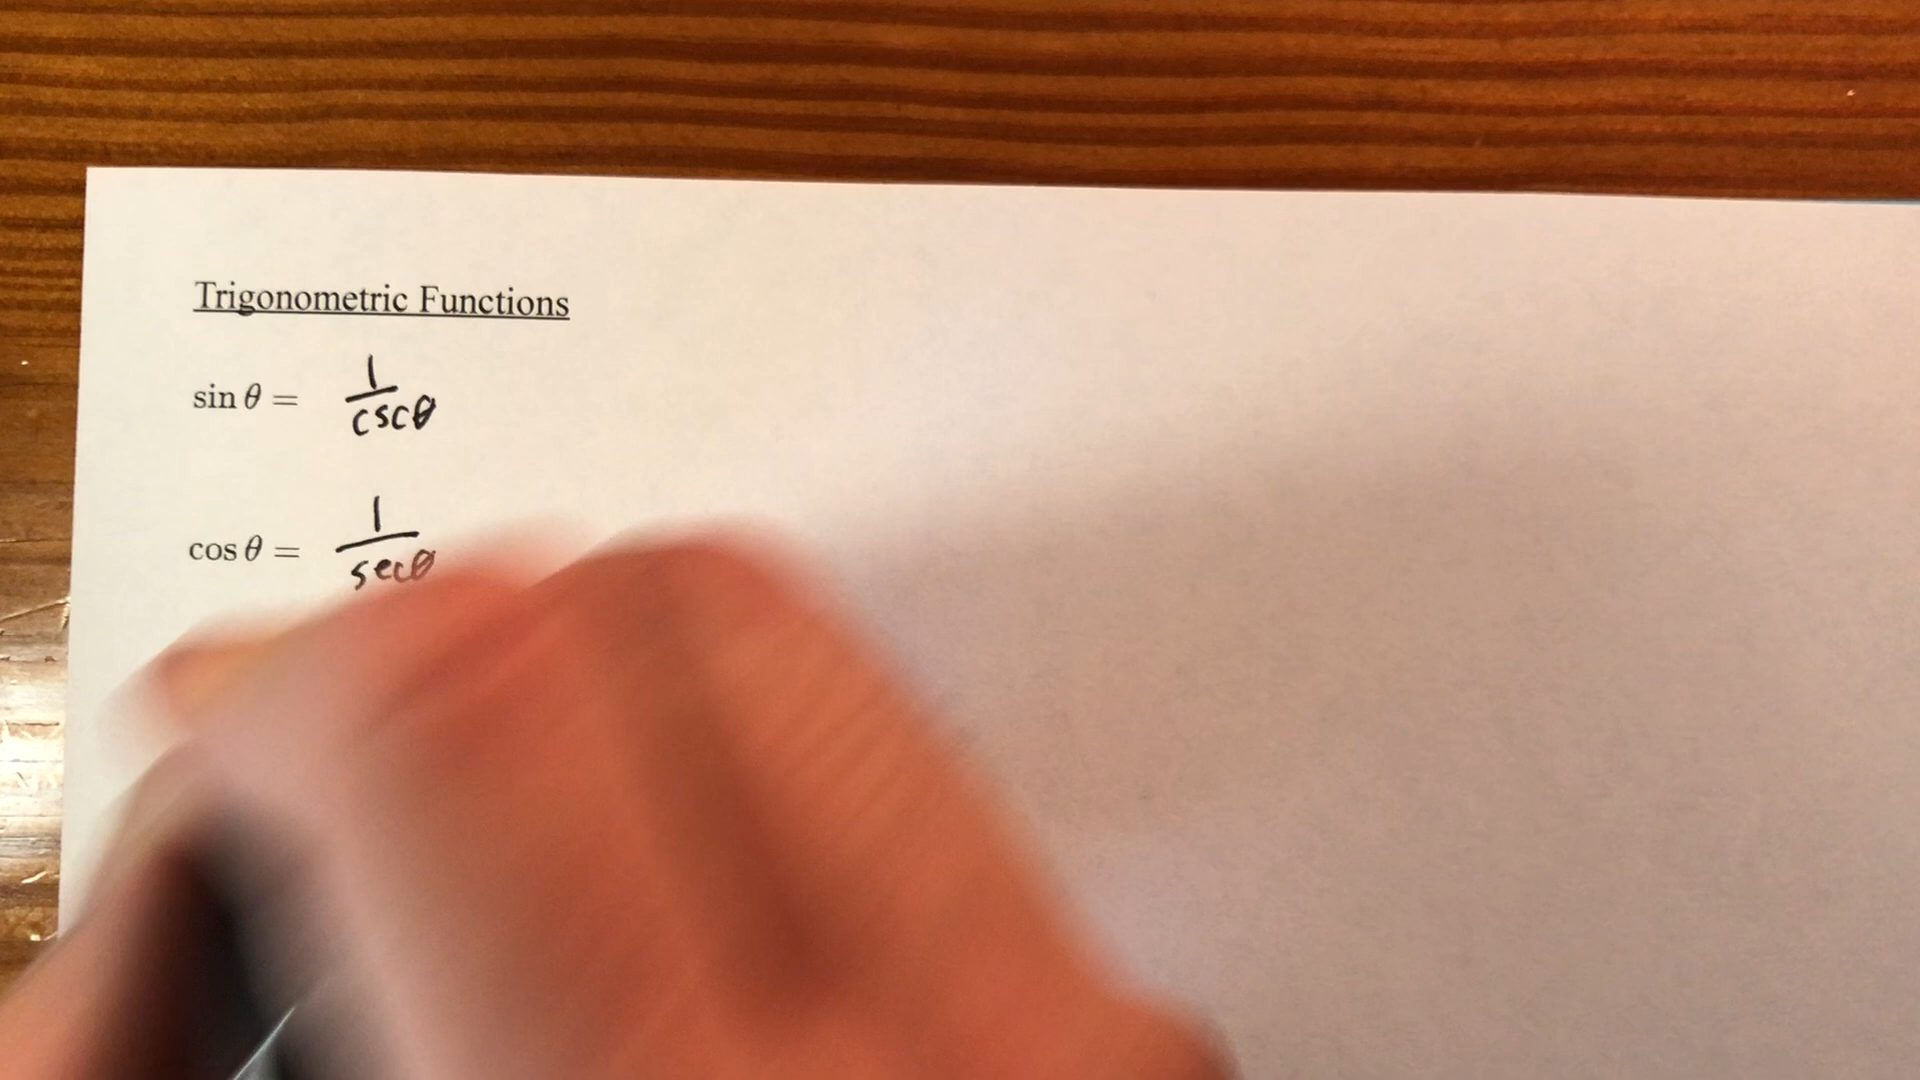 Trigonometric Functions
sin θ = 1/cscθ
cos θ = 1/secθ